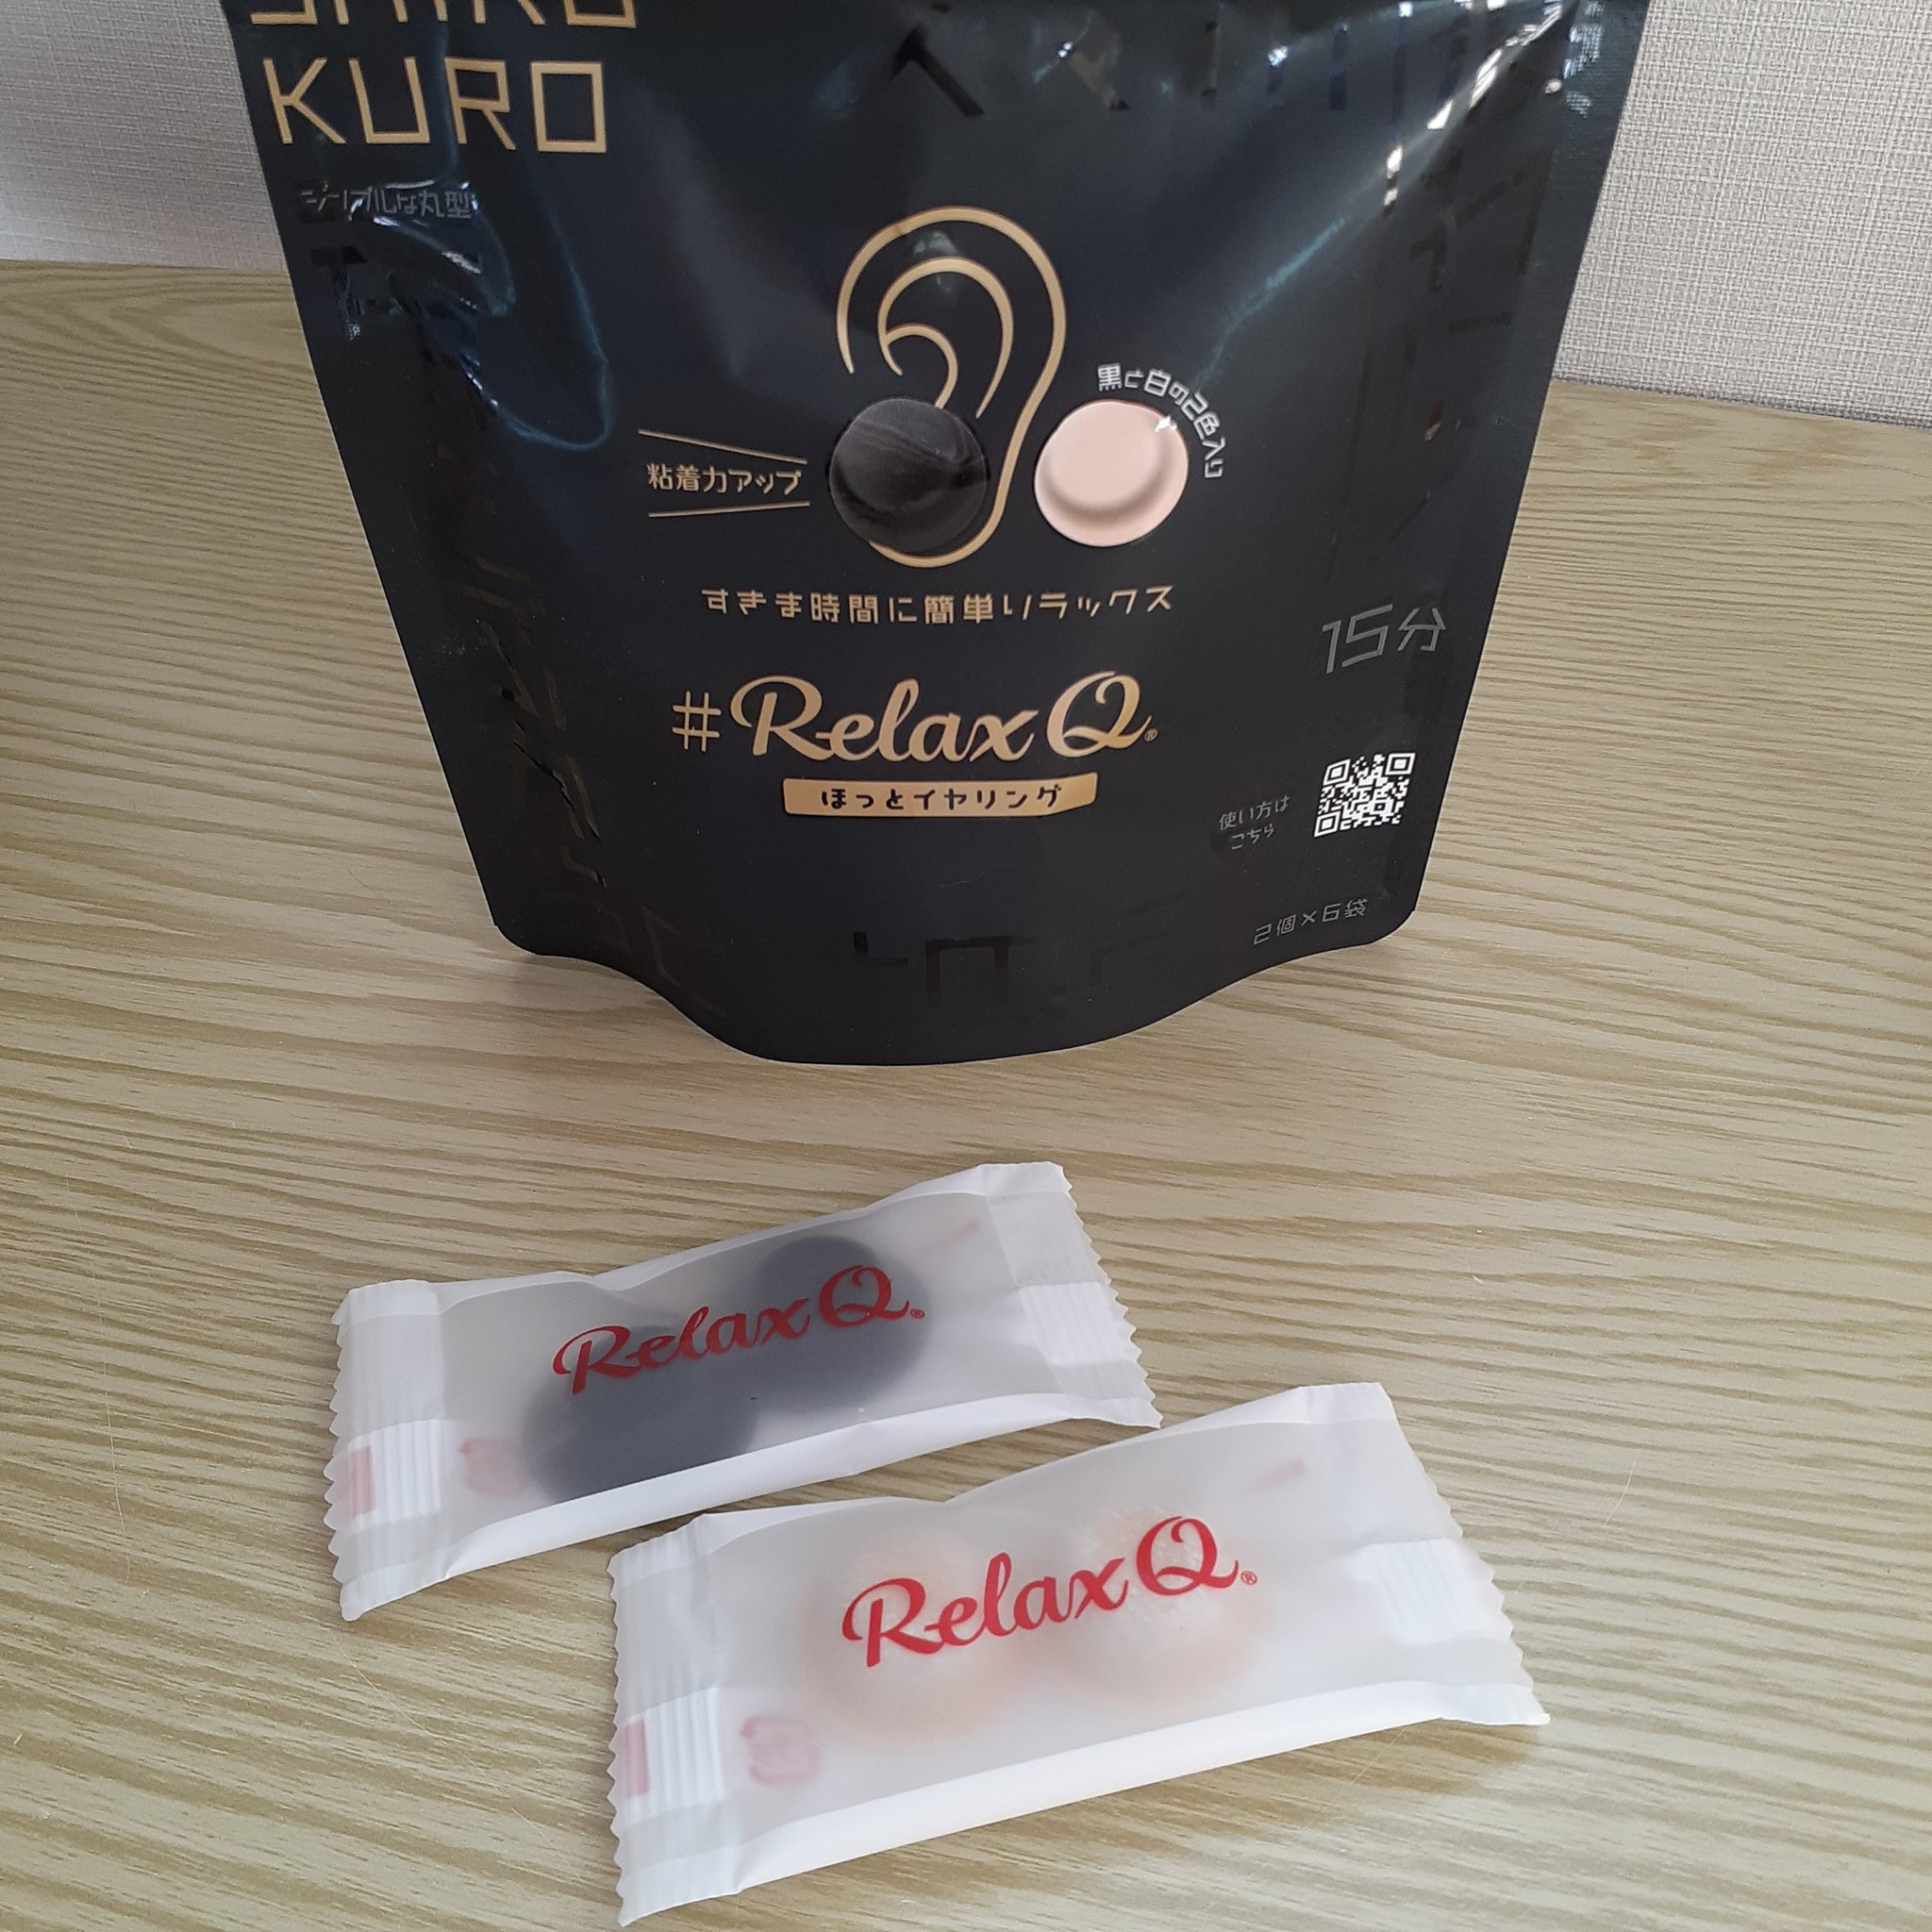 KURO
シンプルな丸型
黒と白の2色入り
粘着力アップ
すきま時間に簡単リラックス
15分
#RelaxQ®
ほっとイヤリング
使い方は
こちら
2個×6袋
RelaxQ®
RelaxQ®